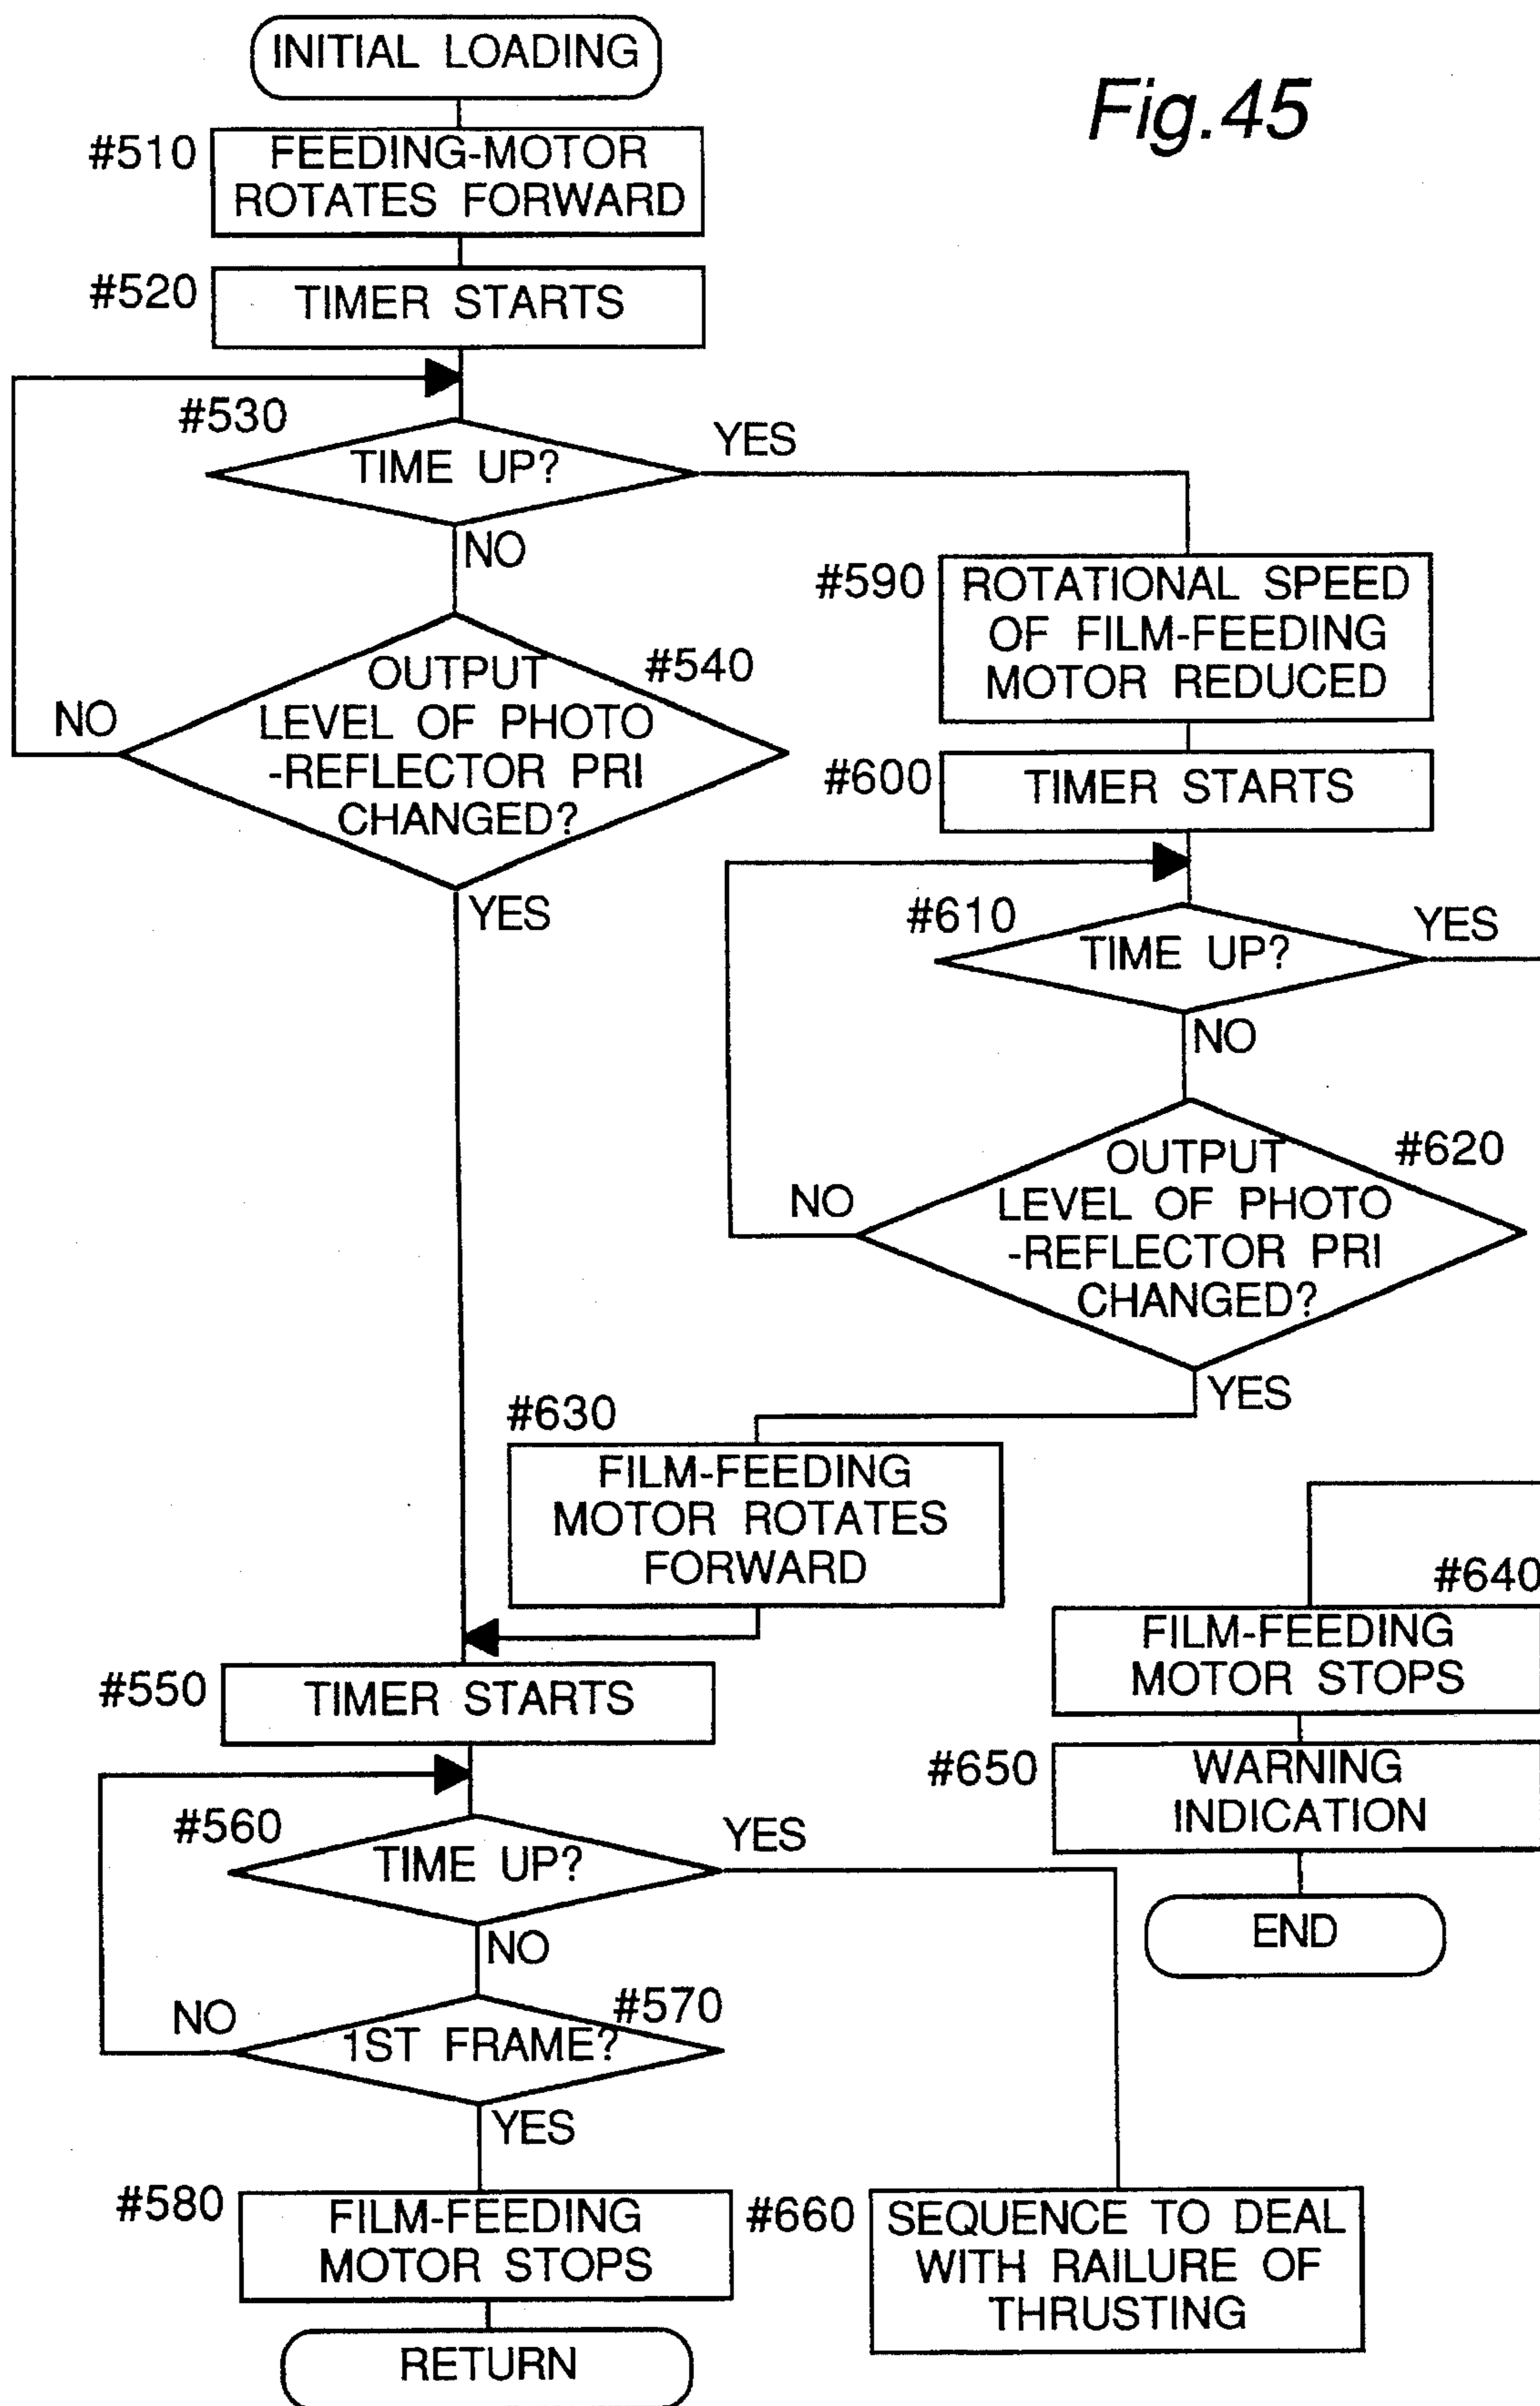 Fig.45
INITIAL LOADING
#510
FEEDING-MOTOR
ROTATES FORWARD
#520
TIMER STARTS
#530
TIME UP?
YES
NO
#540
OUTPUT
LEVEL OF PHOTO
-REFLECTOR PRI
CHANGED?
NO
YES
#590
ROTATIONAL SPEED
OF FILM-FEEDING
MOTOR REDUCED
#600
TIMER STARTS
#610
TIME UP?
YES
NO
#620
OUTPUT
LEVEL OF PHOTO
-REFLECTOR PRI
CHANGED?
NO
YES
#630
FILM-FEEDING
MOTOR ROTATES
FORWARD
#640
FILM-FEEDING
MOTOR STOPS
#650
WARNING
INDICATION
END
#550
TIMER STARTS
#560
TIME UP?
YES
NO
#570
1ST FRAME?
NO
YES
#580
FILM-FEEDING
MOTOR STOPS
RETURN
#660
SEQUENCE TO DEAL
WITH RAILURE OF
THRUSTING